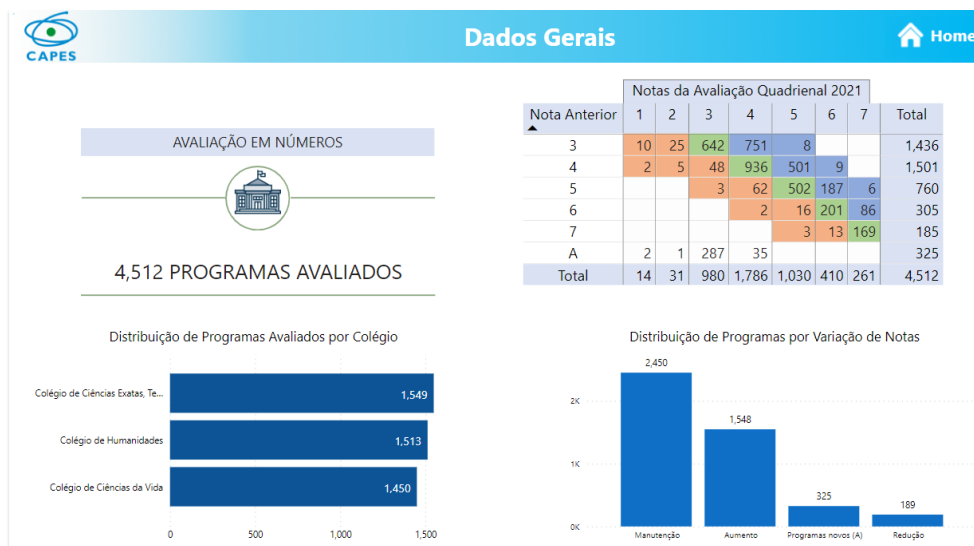 CAPES
Dados Gerais
Home
AVALIAÇÃO EM NÚMEROS
4,512 PROGRAMAS AVALIADOS
Notas da Avaliação Quadrienal 2021
Nota Anterior 1 2 3 4 5 6 7 Total
3 10 25 642 751 8 1,436
4 2 5 48 936 501 9 1,501
5 3 62 502 187 6 760
6 2 16 201 86 305
7 3 13 169 185
A 2 1 287 35 325
Total 14 31 980 1,786 1,030 410 261 4,512
Distribuição de Programas Avaliados por Colégio
Colégio de Ciências Exatas, Te... 1,549
Colégio de Humanidades 1,513
Colégio de Ciências da Vida 1,450
0 500 1,000 1,500
Distribuição de Programas por Variação de Notas
2,450
2K
1,548
1K
325
189
0K
Manutenção Aumento Programas novos (A) Redução